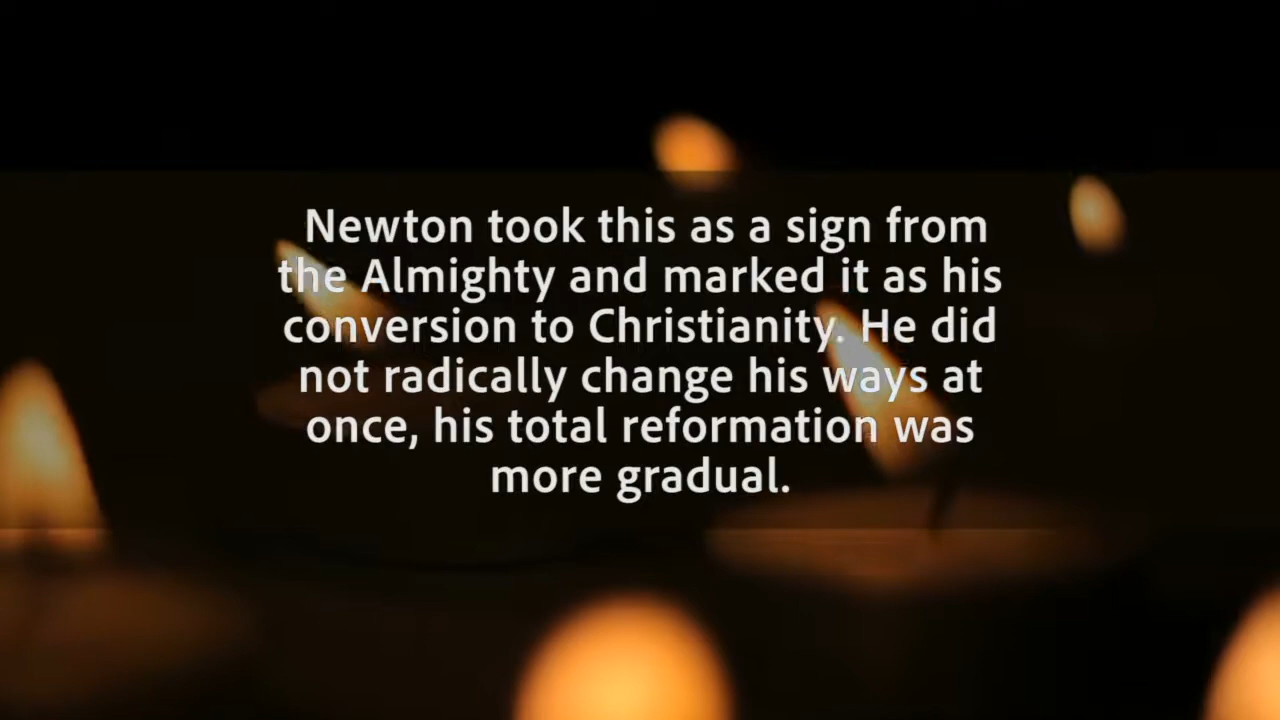 Newton took this as a sign from
the Almighty and marked it as his
conversion to Christianity. He did
not radically change his ways at
once, his total reformation was
more gradual.